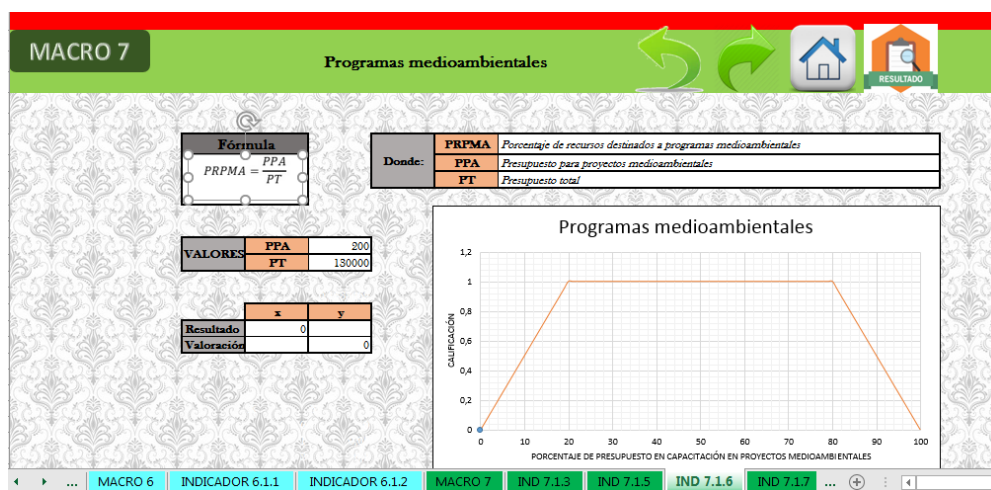 MACRO 7
Programas medioambientales
RESULTADO
Fórmula
PRPMA = PPA / PT
Donde:
PRPMA Porcentaje de recursos destinados a programas medioambientales
PPA Presupuesto para proyectos medioambientales
PT Presupuesto total
VALORES
PPA 200
PT 130000
x y
Resultado 0
Valoración 0
Programas medioambientales
CALIFICACIÓN
1,2
1
0,8
0,6
0,4
0,2
0
0 10 20 30 40 50 60 70 80 90 100
PORCENTAJE DE PRESUPUESTO EN CAPACITACIÓN EN PROYECTOS MEDIOAMBIENTALES
... MACRO 6 INDICADOR 6.1.1 INDICADOR 6.1.2 MACRO 7 IND 7.1.3 IND 7.1.5 IND 7.1.6 IND 7.1.7 ...